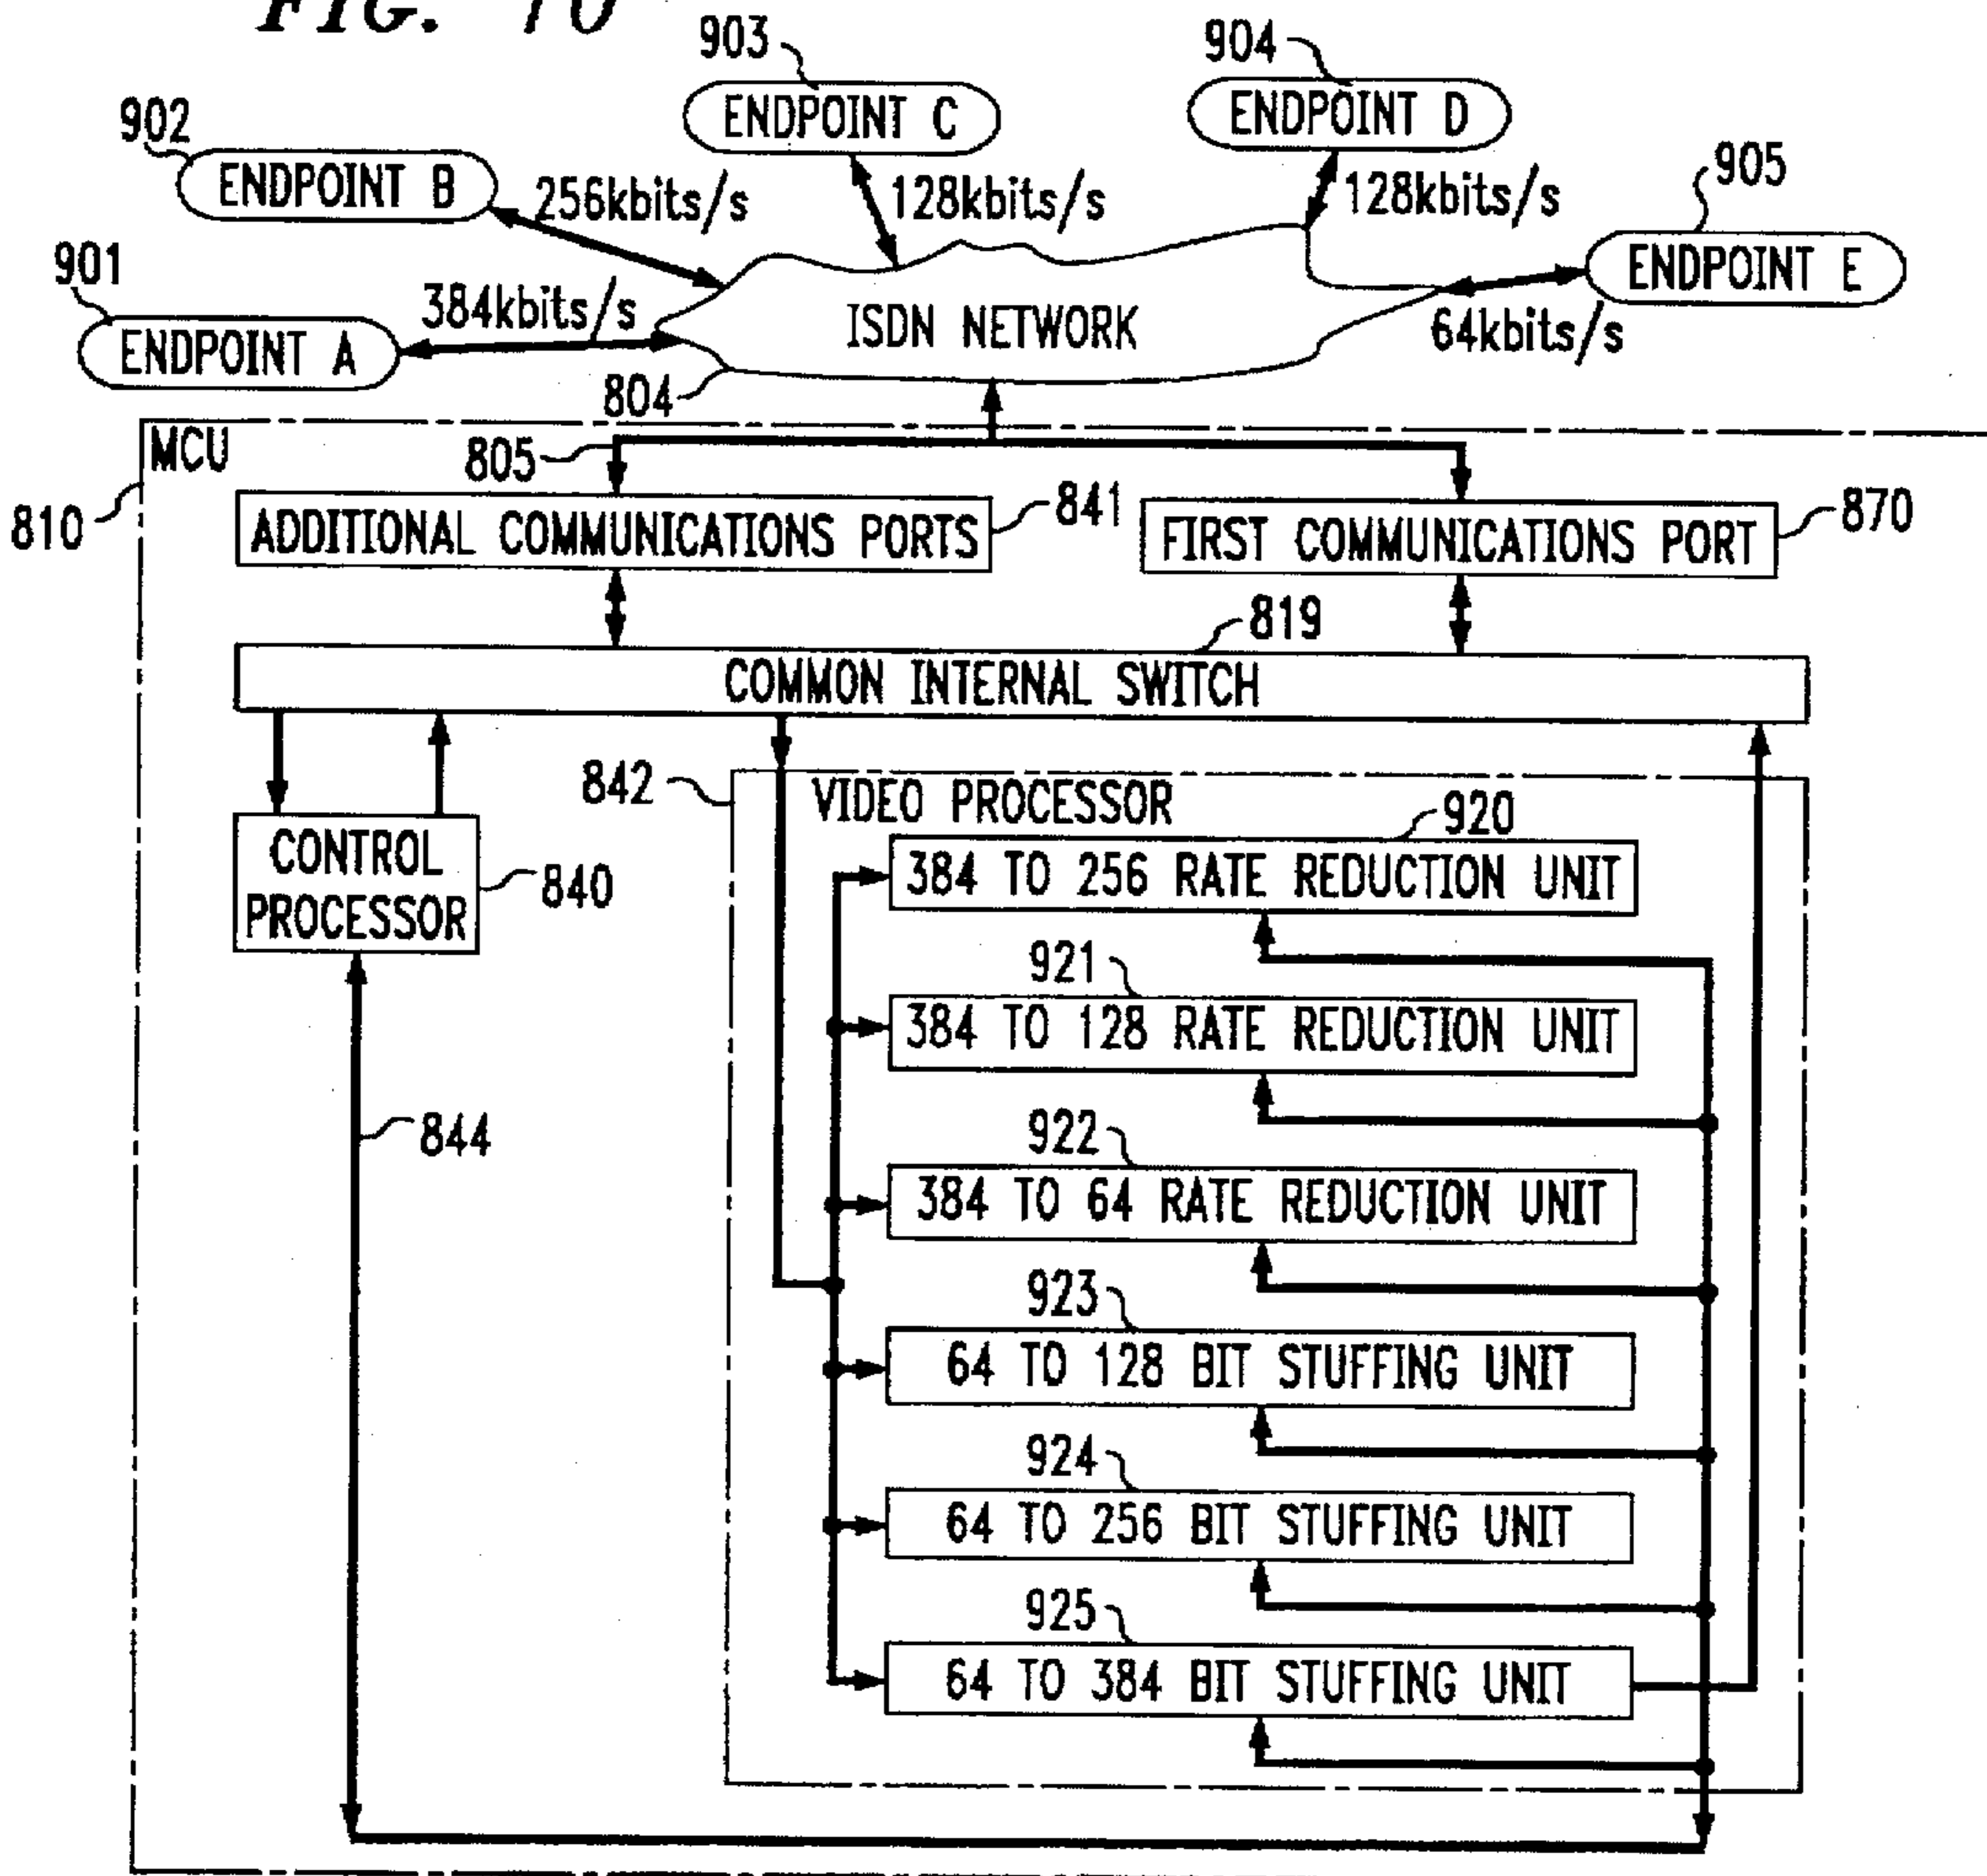 FIG. 10
903
904
902
ENDPOINT C
ENDPOINT D
905
ENDPOINT B
256kbits/s
128kbits/s
128kbits/s
901
ENDPOINT E
384kbits/s
ISDN NETWORK
64kbits/s
ENDPOINT A
804
MCU
805
810
ADDITIONAL COMMUNICATIONS PORTS
841
FIRST COMMUNICATIONS PORT
870
819
COMMON INTERNAL SWITCH
842
VIDEO PROCESSOR
920
CONTROL
PROCESSOR
840
384 TO 256 RATE REDUCTION UNIT
921
384 TO 128 RATE REDUCTION UNIT
844
922
384 TO 64 RATE REDUCTION UNIT
923
64 TO 128 BIT STUFFING UNIT
924
64 TO 256 BIT STUFFING UNIT
925
64 TO 384 BIT STUFFING UNIT